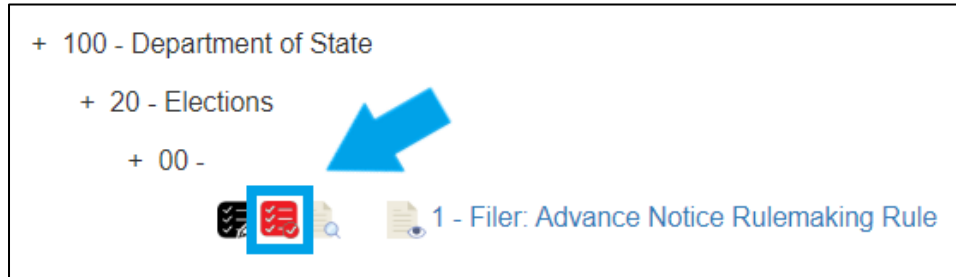 + 100 - Department of State
+ 20 - Elections
+ 00 -
1 - Filer: Advance Notice Rulemaking Rule